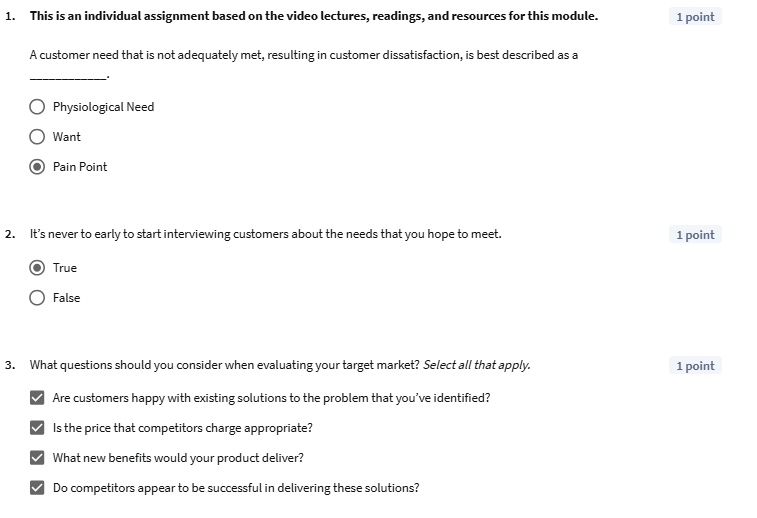 1. This is an individual assignment based on the video lectures, readings, and resources for this module. 1 point
A customer need that is not adequately met, resulting in customer dissatisfaction, is best described as a
____________.
Physiological Need
Want
Pain Point
2. It's never to early to start interviewing customers about the needs that you hope to meet. 1 point
True
False
3. What questions should you consider when evaluating your target market? Select all that apply. 1 point
Are customers happy with existing solutions to the problem that you've identified?
Is the price that competitors charge appropriate?
What new benefits would your product deliver?
Do competitors appear to be successful in delivering these solutions?